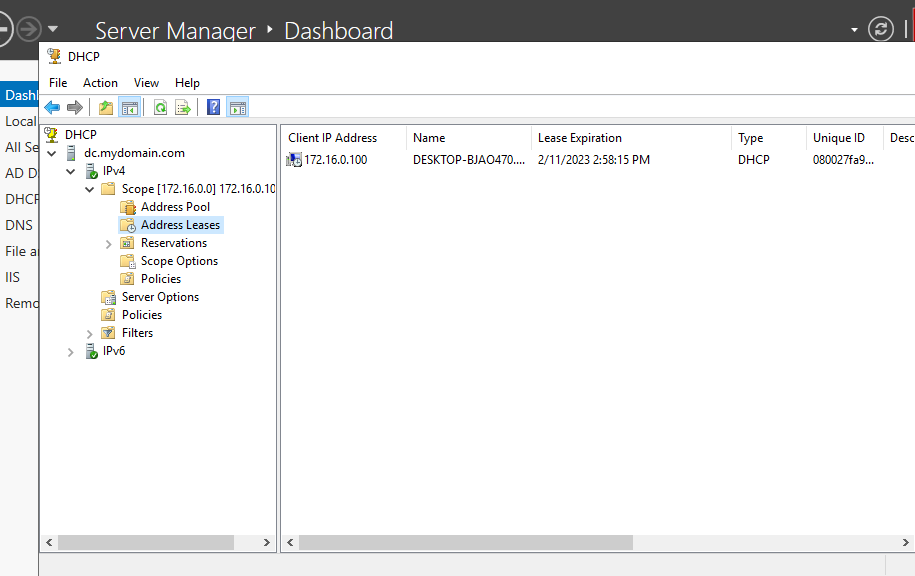 Server Manager ‣ Dashboard
DHCP
File Action View Help
Dashl
Local
All Se
AD D
DHCP
DNS
File a
IIS
Remo
DHCP
dc.mydomain.com
IPv4
Scope [172.16.0.0] 172.16.0.10
Address Pool
Address Leases
Reservations
Scope Options
Policies
Server Options
Policies
Filters
IPv6
Client IP Address Name Lease Expiration Type Unique ID Desc
172.16.0.100 DESKTOP-BJAO470.... 2/11/2023 2:58:15 PM DHCP 080027fa9...